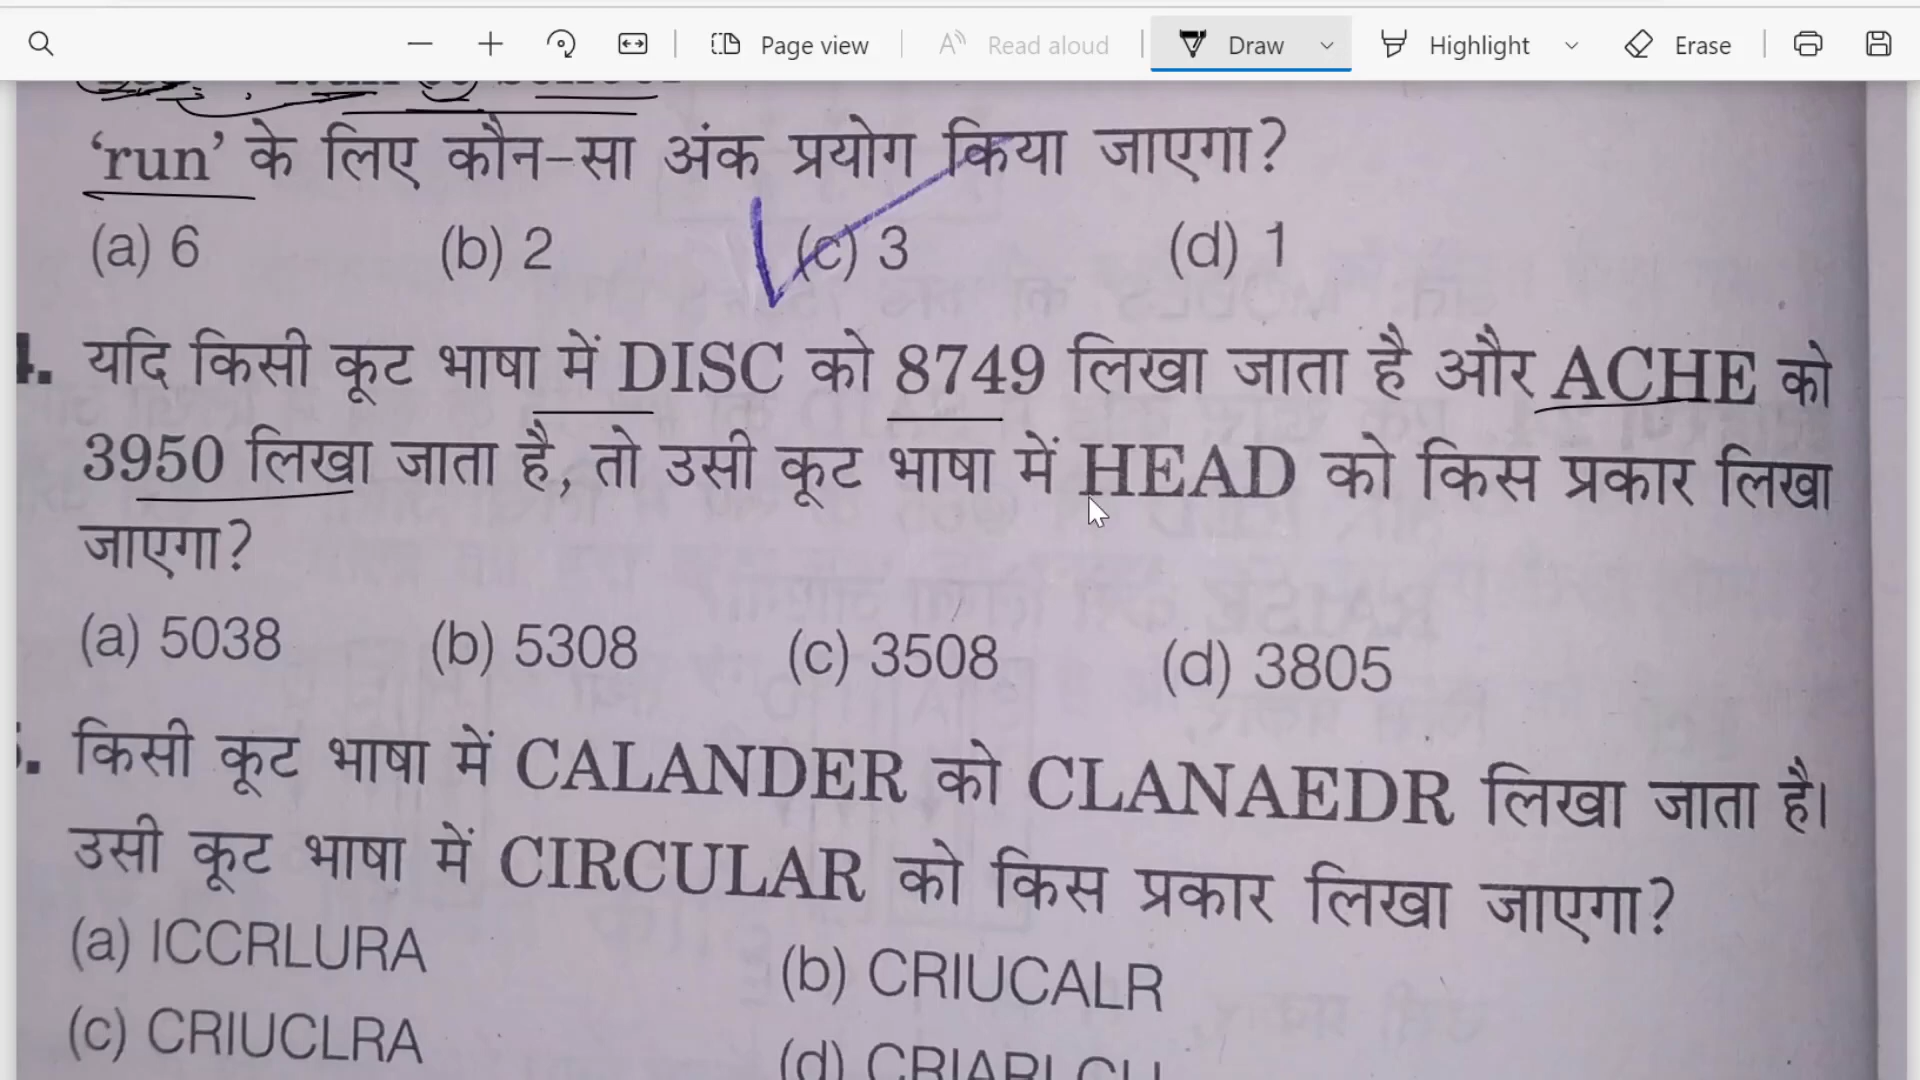 Page view Read aloud Draw Highlight Erase
'run' के लिए कौन-सा अंक प्रयोग किया जाएगा?
(a) 6 (b) 2 (c) 3 (d) 1
4. यदि किसी कूट भाषा में DISC को 8749 लिखा जाता है और ACHE को
3950 लिखा जाता है, तो उसी कूट भाषा में HEAD को किस प्रकार लिखा
जाएगा?
(a) 5038 (b) 5308 (c) 3508 (d) 3805
. किसी कूट भाषा में CALANDER को CLANAEDR लिखा जाता है।
उसी कूट भाषा में CIRCULAR को किस प्रकार लिखा जाएगा?
(a) ICCRLURA (b) CRIUCALR
(c) CRIUCLRA (d)